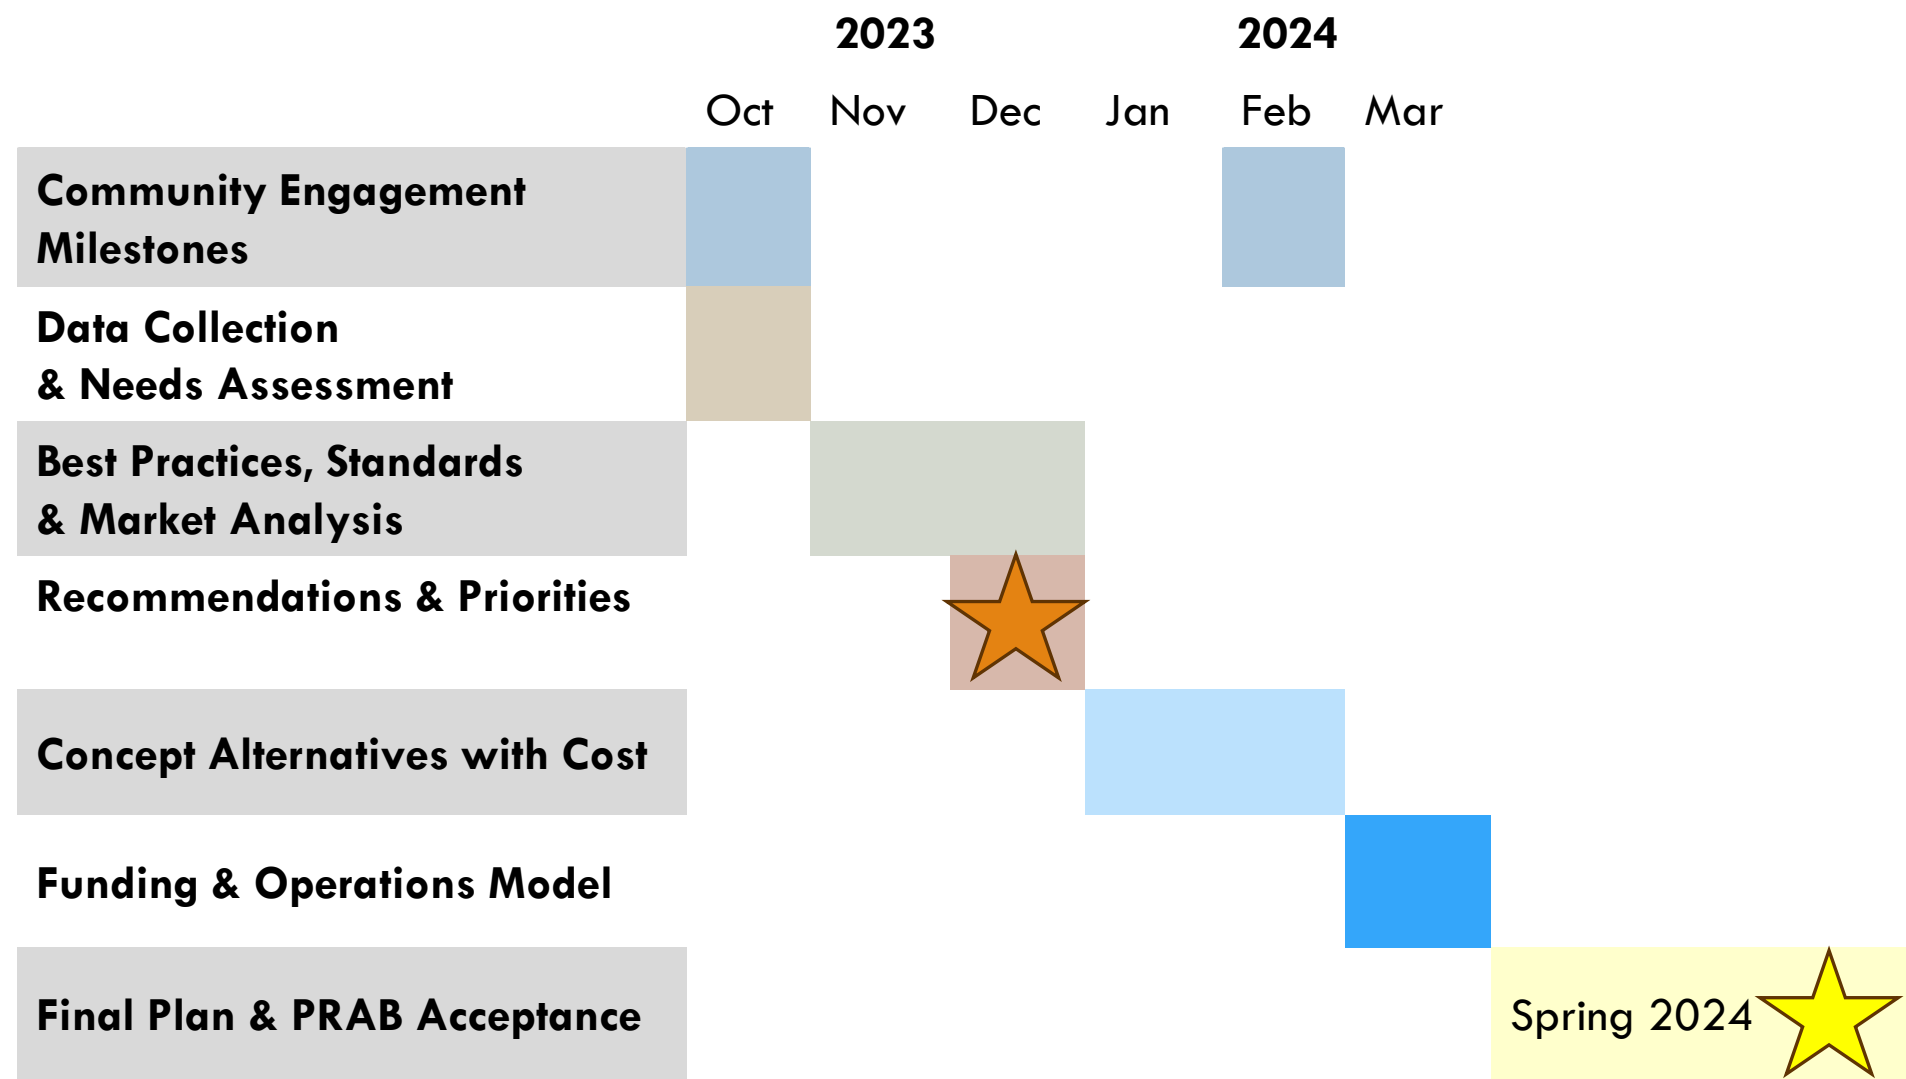 2023 2024
Oct Nov Dec Jan Feb Mar
Community Engagement
Milestones
Data Collection
& Needs Assessment
Best Practices, Standards
& Market Analysis
Recommendations & Priorities
Concept Alternatives with Cost
Funding & Operations Model
Final Plan & PRAB Acceptance
Spring 2024